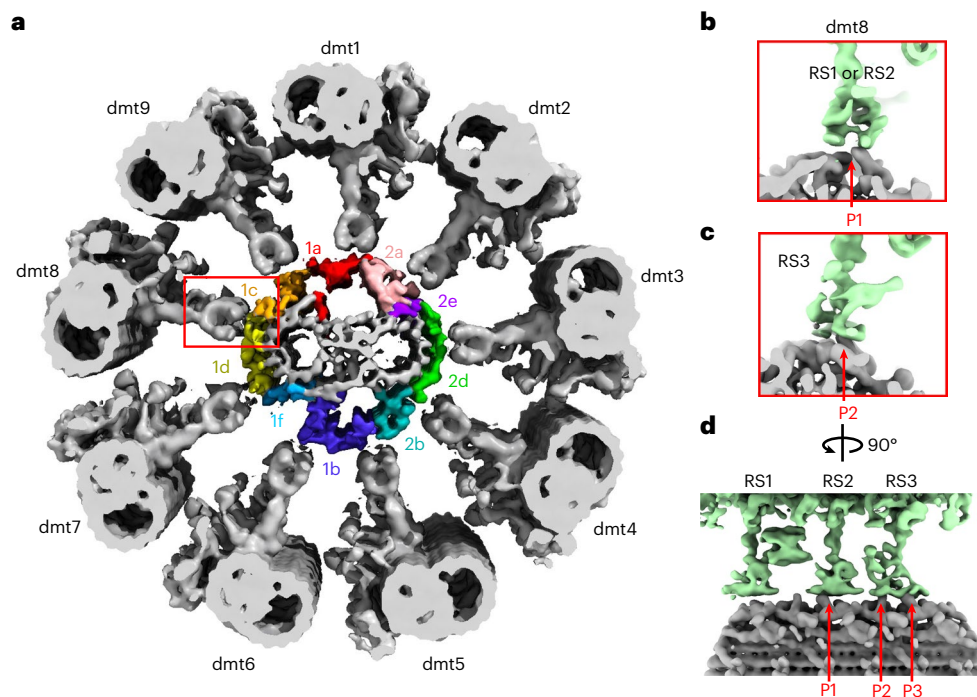 a
dmt1
dmt2
dmt9
dmt8
dmt3
1a
2a
1c
2e
1d
2d
1f
2b
1b
dmt7
dmt4
dmt6
dmt5
b
dmt8
RS1 or RS2
P1
c
RS3
P2
90°
d
RS1 RS2 RS3
P1 P2 P3